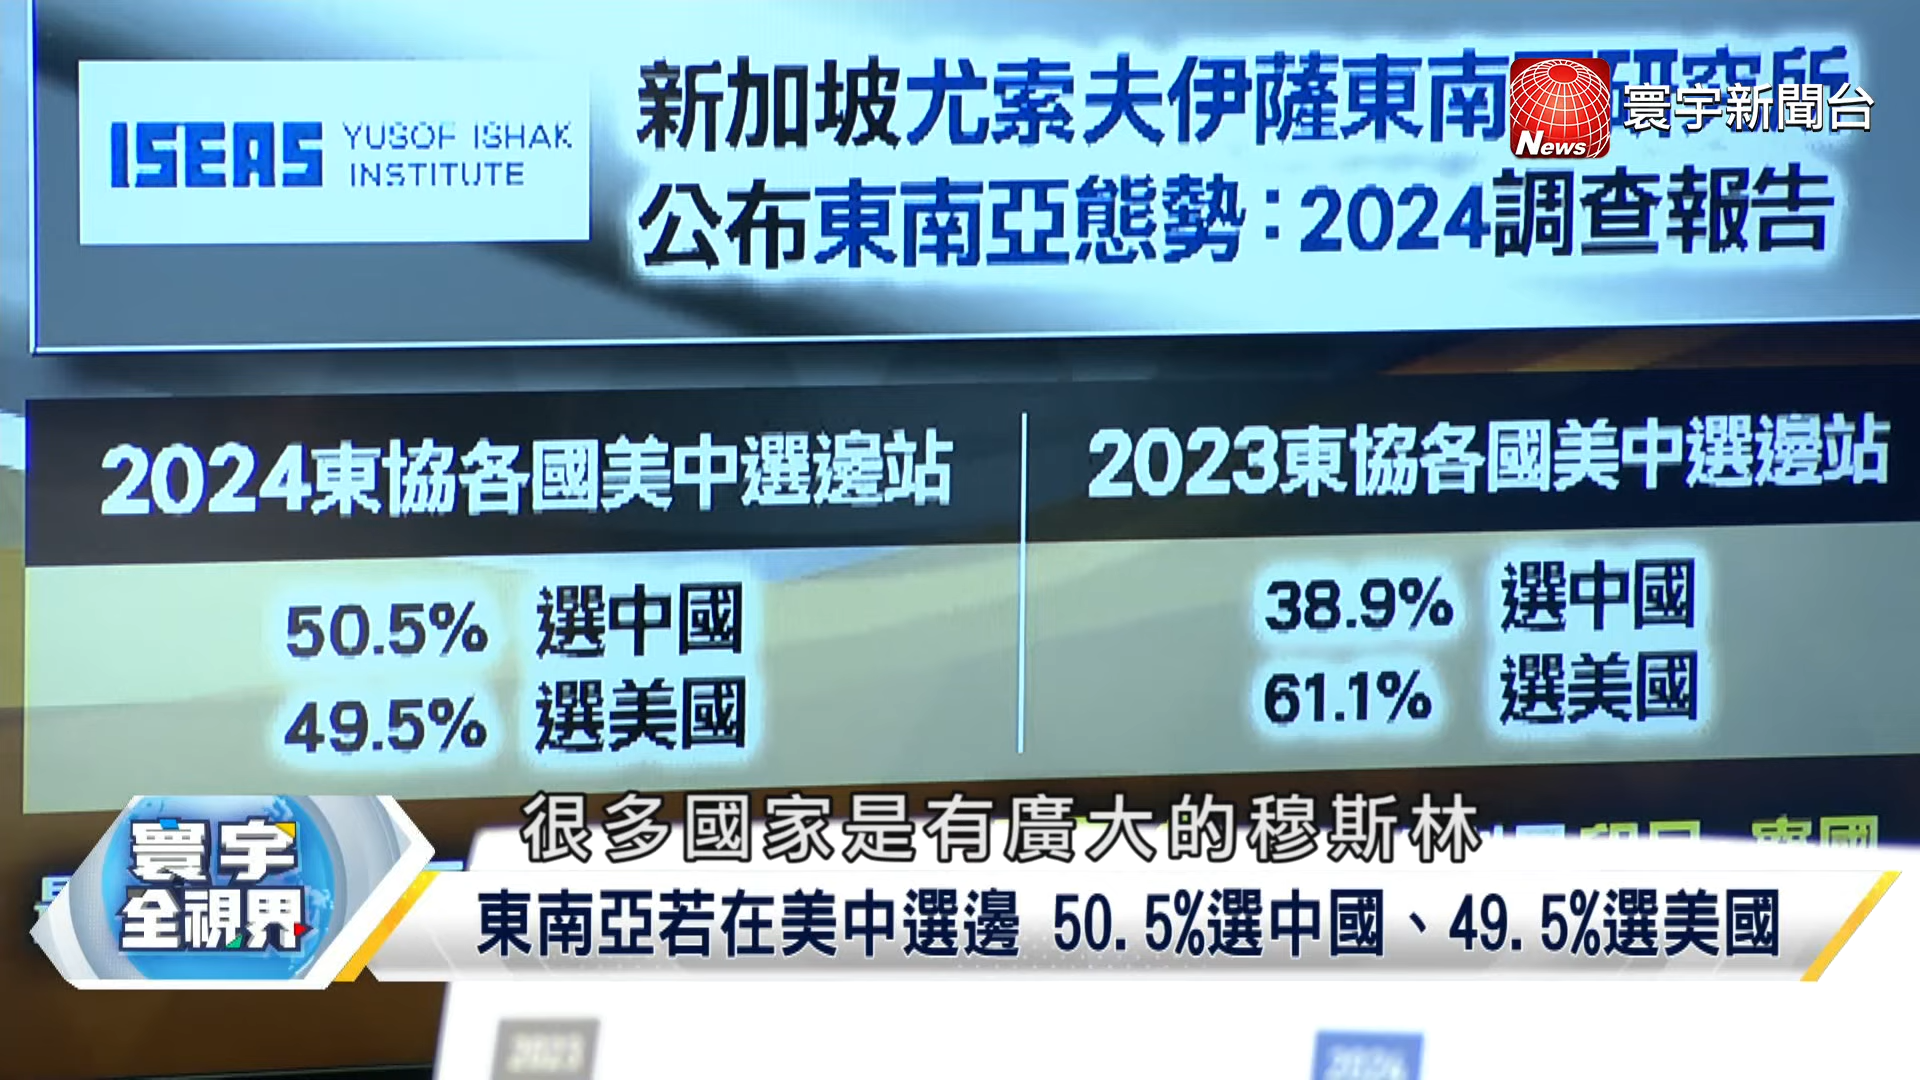 ISEAS YUSOF ISHAK
INSTITUTE
新加坡尤索夫伊薩東南亞研究所
公布東南亞態勢：2024調查報告
News
寰宇新聞台
2024東協各國美中選邊站
2023東協各國美中選邊站
50.5% 選中國
49.5% 選美國
38.9% 選中國
61.1% 選美國
很多國家是有廣大的穆斯林
寰宇
全視界
東南亞若在美中選邊 50.5%選中國、49.5%選美國
2023
2024